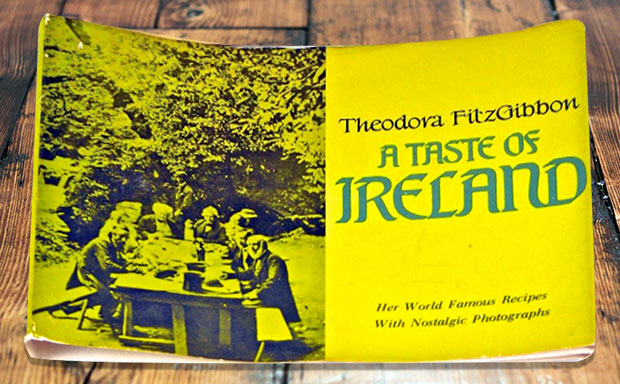 Theodora FitzGibbon
A TASTE OF
IRELAND
Her World Famous Recipes
With Nostalgic Photographs